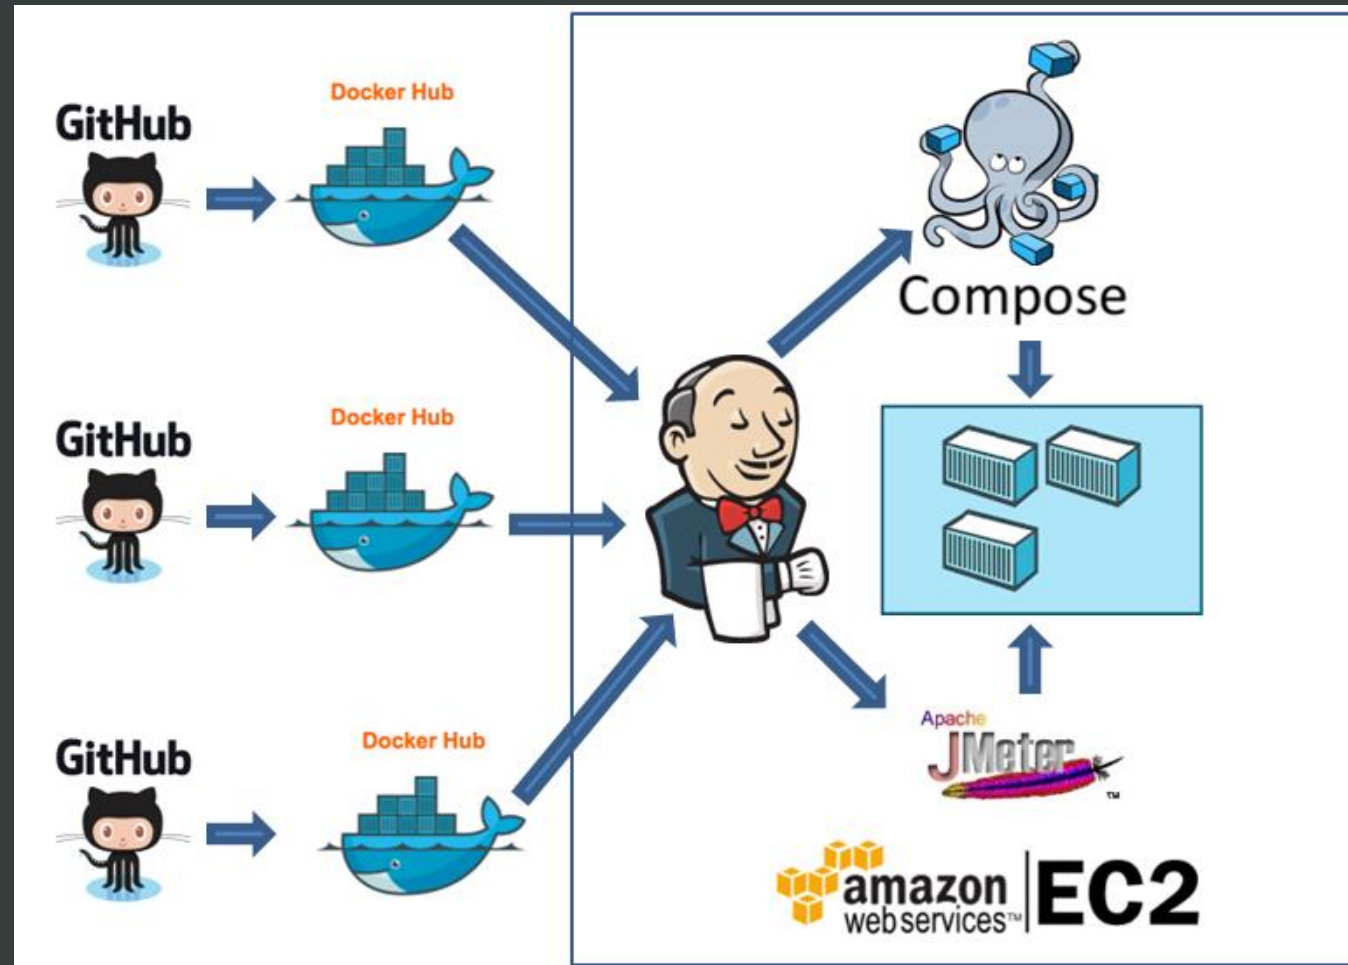 GitHub
Docker Hub
GitHub
Docker Hub
GitHub
Docker Hub
Compose
Apache
JMeter
TM
amazon
webservices™
EC2